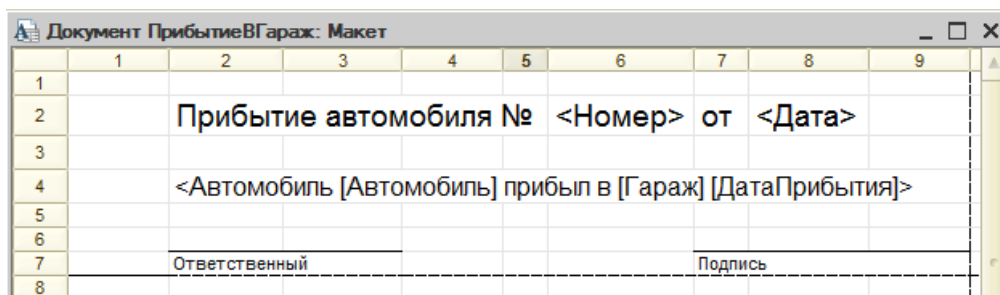 Документ ПрибытиеВГараж: Макет
1 2 3 4 5 6 7 8 9
1
2 Прибытие автомобиля № <Номер> от <Дата>
3
4 <Автомобиль [Автомобиль] прибыл в [Гараж] [ДатаПрибытия]>
5
6
7 Ответственный Подпись
8